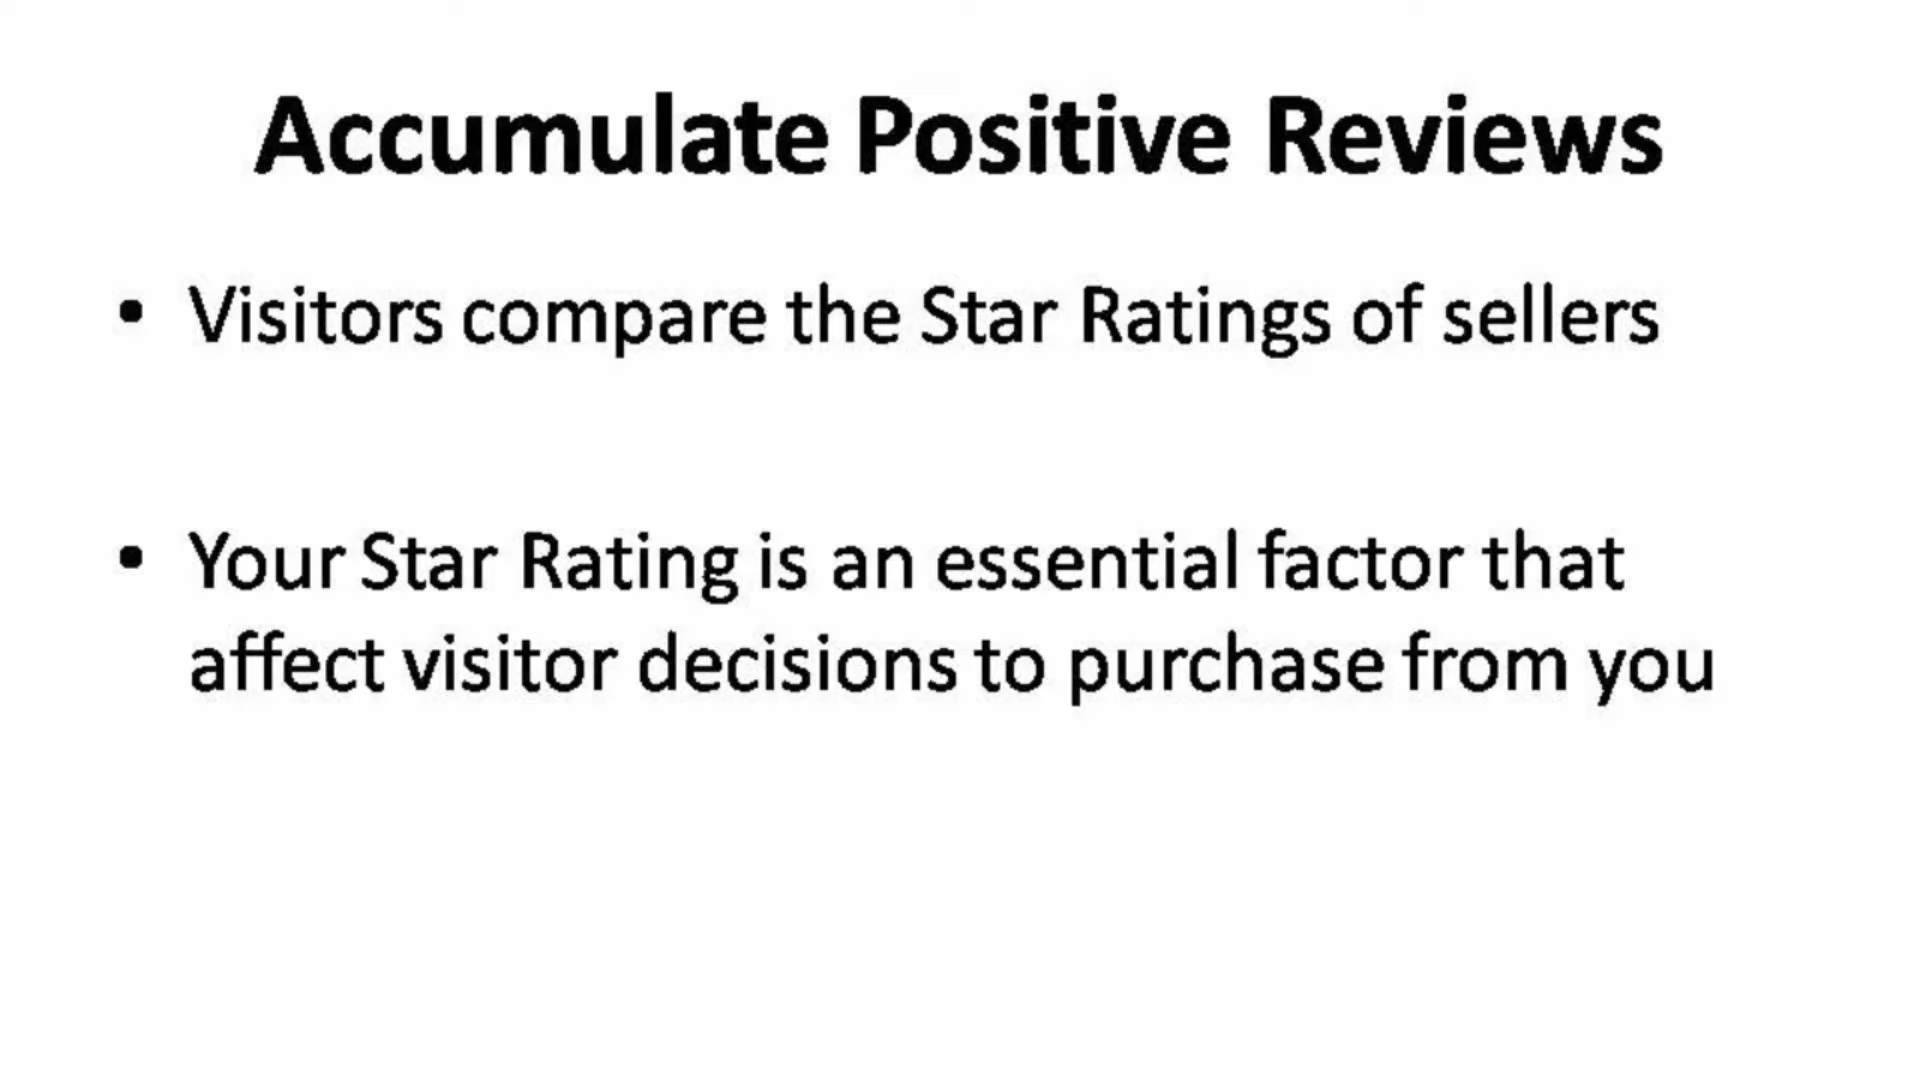 Accumulate Positive Reviews
• Visitors compare the Star Ratings of sellers
• Your Star Rating is an essential factor that
affect visitor decisions to purchase from you